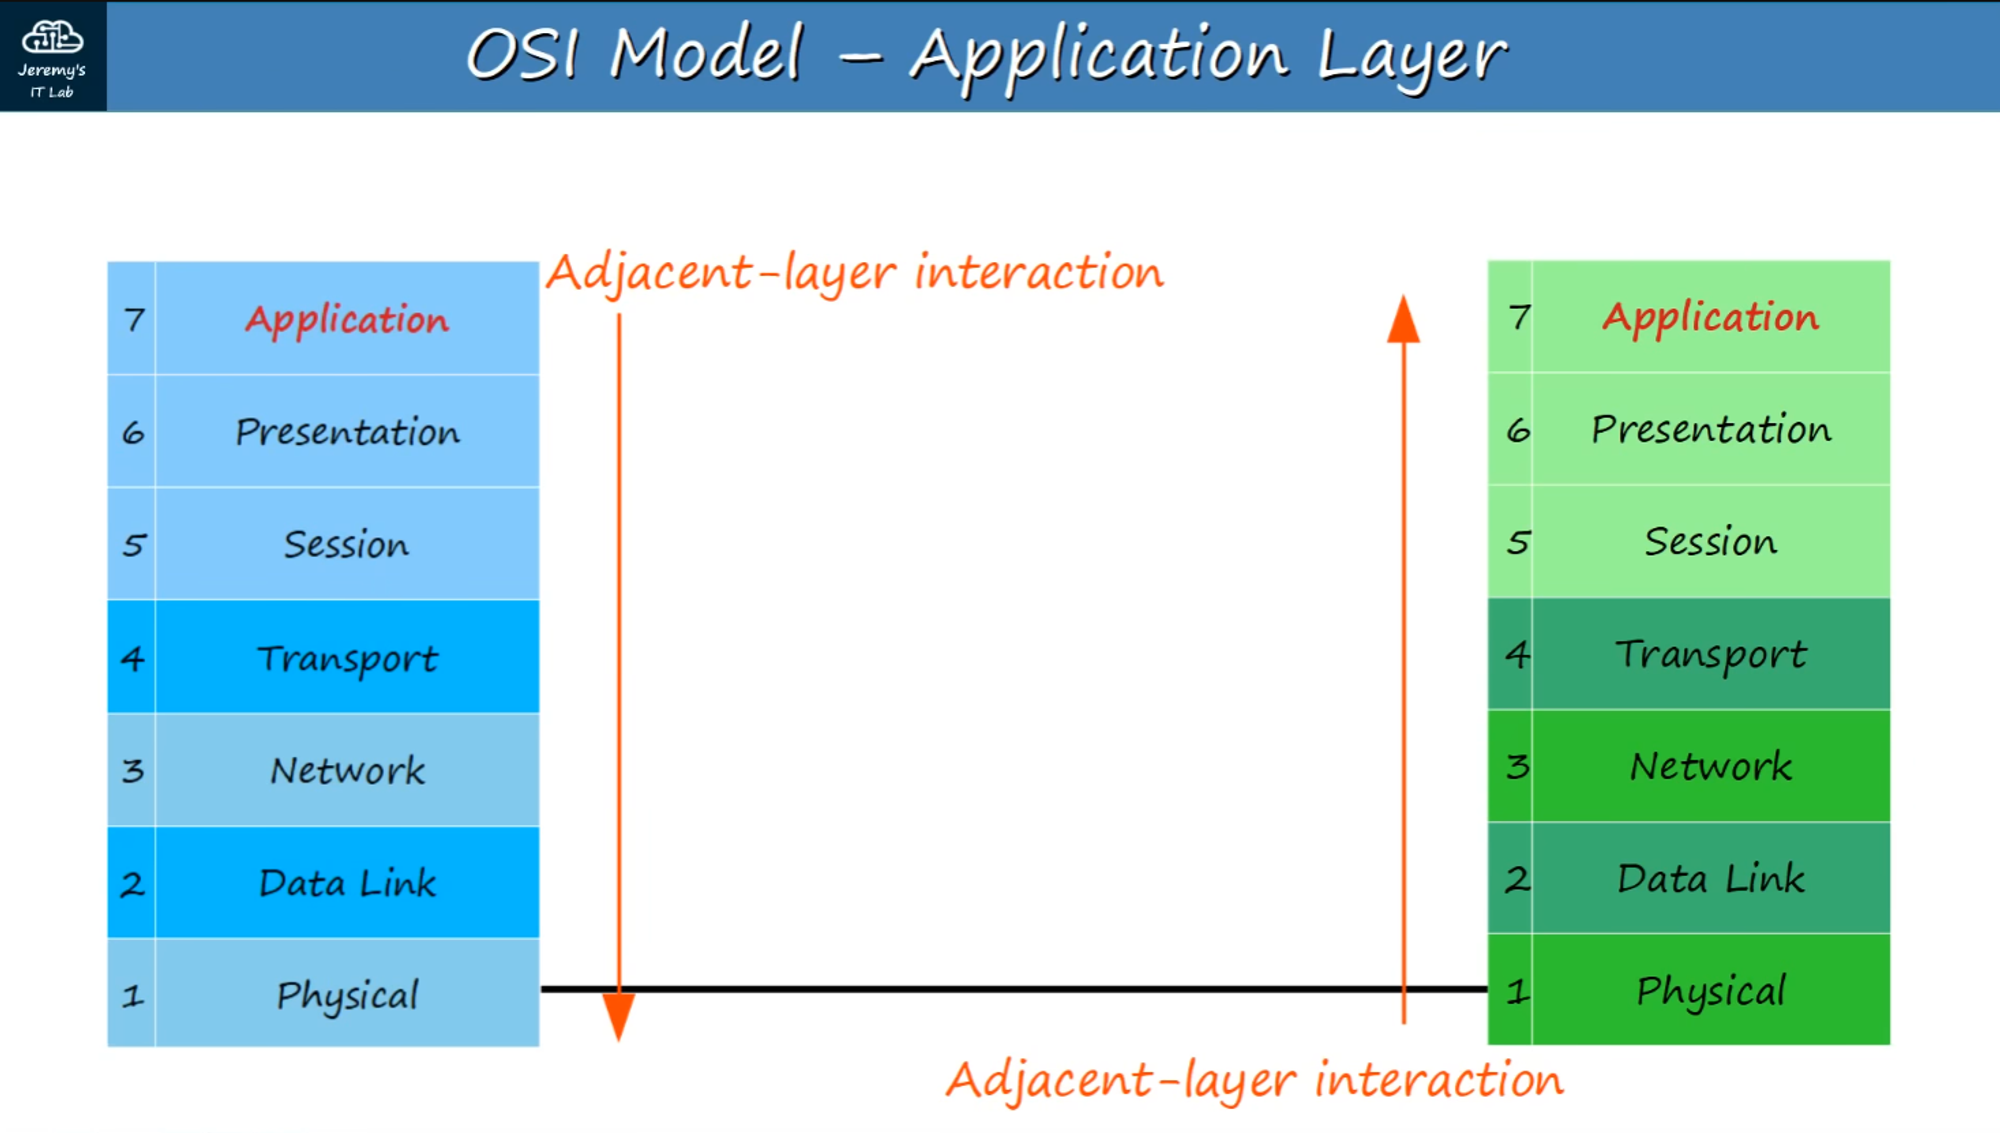 Jeremy's
IT Lab
OSI Model – Application Layer
Adjacent-layer interaction
7 Application
6 Presentation
5 Session
4 Transport
3 Network
2 Data Link
1 Physical
7 Application
6 Presentation
5 Session
4 Transport
3 Network
2 Data Link
1 Physical
Adjacent-layer interaction